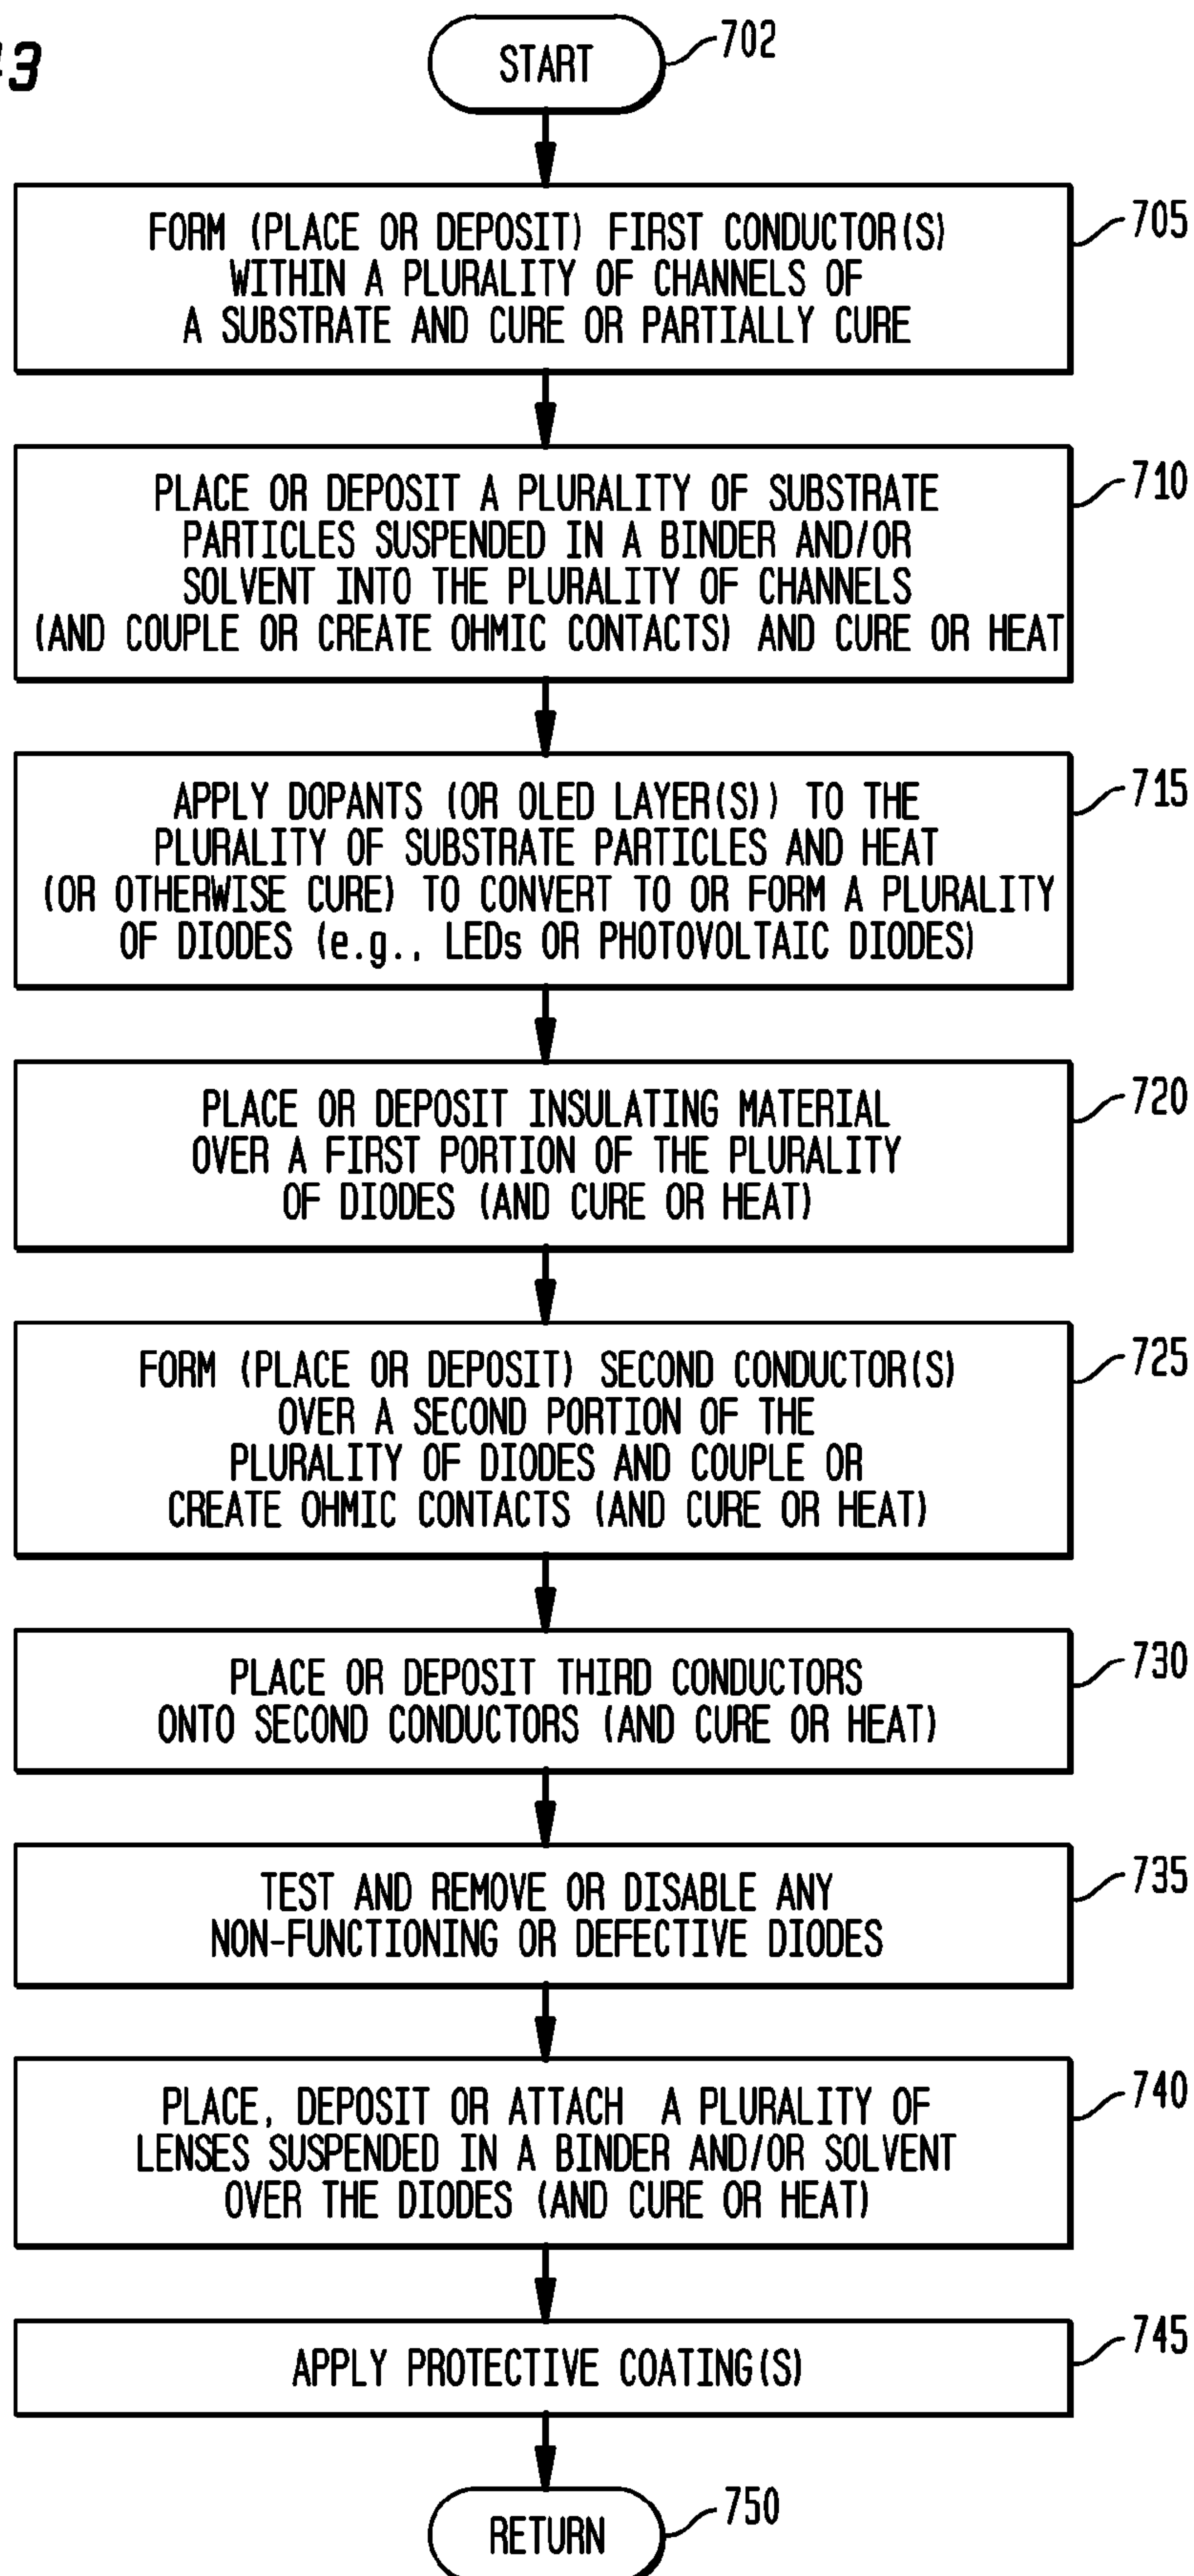 3
START
702
FORM (PLACE OR DEPOSIT) FIRST CONDUCTOR(S)
WITHIN A PLURALITY OF CHANNELS OF
A SUBSTRATE AND CURE OR PARTIALLY CURE
705
PLACE OR DEPOSIT A PLURALITY OF SUBSTRATE
PARTICLES SUSPENDED IN A BINDER AND/OR
SOLVENT INTO THE PLURALITY OF CHANNELS
(AND COUPLE OR CREATE OHMIC CONTACTS) AND CURE OR HEAT
710
APPLY DOPANTS (OR OLED LAYER(S)) TO THE
PLURALITY OF SUBSTRATE PARTICLES AND HEAT
(OR OTHERWISE CURE) TO CONVERT TO OR FORM A PLURALITY
OF DIODES (e.g., LEDs OR PHOTOVOLTAIC DIODES)
715
PLACE OR DEPOSIT INSULATING MATERIAL
OVER A FIRST PORTION OF THE PLURALITY
OF DIODES (AND CURE OR HEAT)
720
FORM (PLACE OR DEPOSIT) SECOND CONDUCTOR(S)
OVER A SECOND PORTION OF THE
PLURALITY OF DIODES AND COUPLE OR
CREATE OHMIC CONTACTS (AND CURE OR HEAT)
725
PLACE OR DEPOSIT THIRD CONDUCTORS
ONTO SECOND CONDUCTORS (AND CURE OR HEAT)
730
TEST AND REMOVE OR DISABLE ANY
NON-FUNCTIONING OR DEFECTIVE DIODES
735
PLACE, DEPOSIT OR ATTACH A PLURALITY OF
LENSES SUSPENDED IN A BINDER AND/OR SOLVENT
OVER THE DIODES (AND CURE OR HEAT)
740
APPLY PROTECTIVE COATING(S)
745
RETURN
750